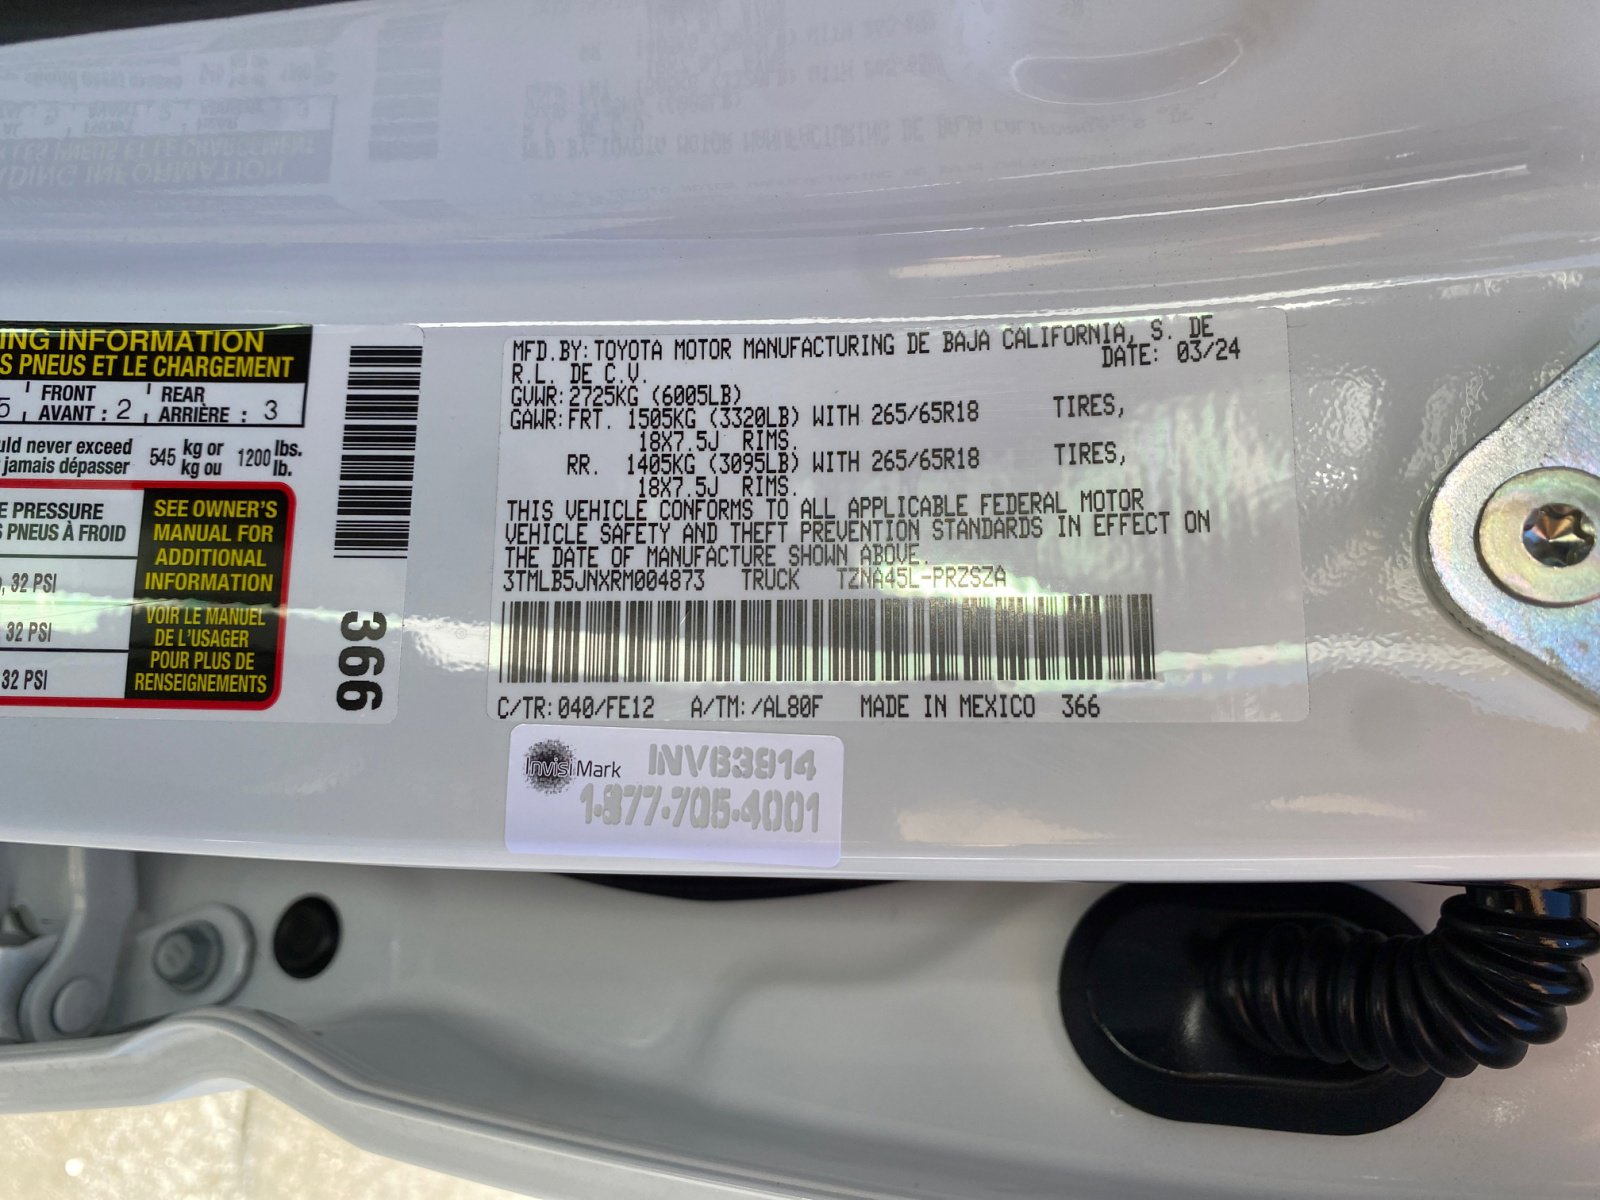 ING INFORMATION
S PNEUS ET LE CHARGEMENT
5 FRONT AVANT : 2 REAR ARRIÈRE : 3
uld never exceed 545 kg or 1200 lbs.
jamais dépasser kg ou lb.
E PRESSURE
S PNEUS À FROID
, 32 PSI
32 PSI
32 PSI
SEE OWNER'S
MANUAL FOR
ADDITIONAL
INFORMATION
VOIR LE MANUEL
DE L'USAGER
POUR PLUS DE
RENSEIGNEMENTS
366
MFD.BY:TOYOTA MOTOR MANUFACTURING DE BAJA CALIFORNIA, S. DE
R.L. DE C.V. DATE: 03/24
GVWR:2725KG (6005LB)
GAWR:FRT. 1505KG (3320LB) WITH 265/65R18 TIRES,
18X7.5J RIMS.
RR. 1405KG (3095LB) WITH 265/65R18 TIRES,
18X7.5J RIMS.
THIS VEHICLE CONFORMS TO ALL APPLICABLE FEDERAL MOTOR
VEHICLE SAFETY AND THEFT PREVENTION STANDARDS IN EFFECT ON
THE DATE OF MANUFACTURE SHOWN ABOVE.
3TMLB5JNXRM004873 TRUCK TZNA45L-PRZSZA
C/TR:040/FE12 A/TM:/AL80F MADE IN MEXICO 366
InvisiMark INV63914
1-877-705-4001